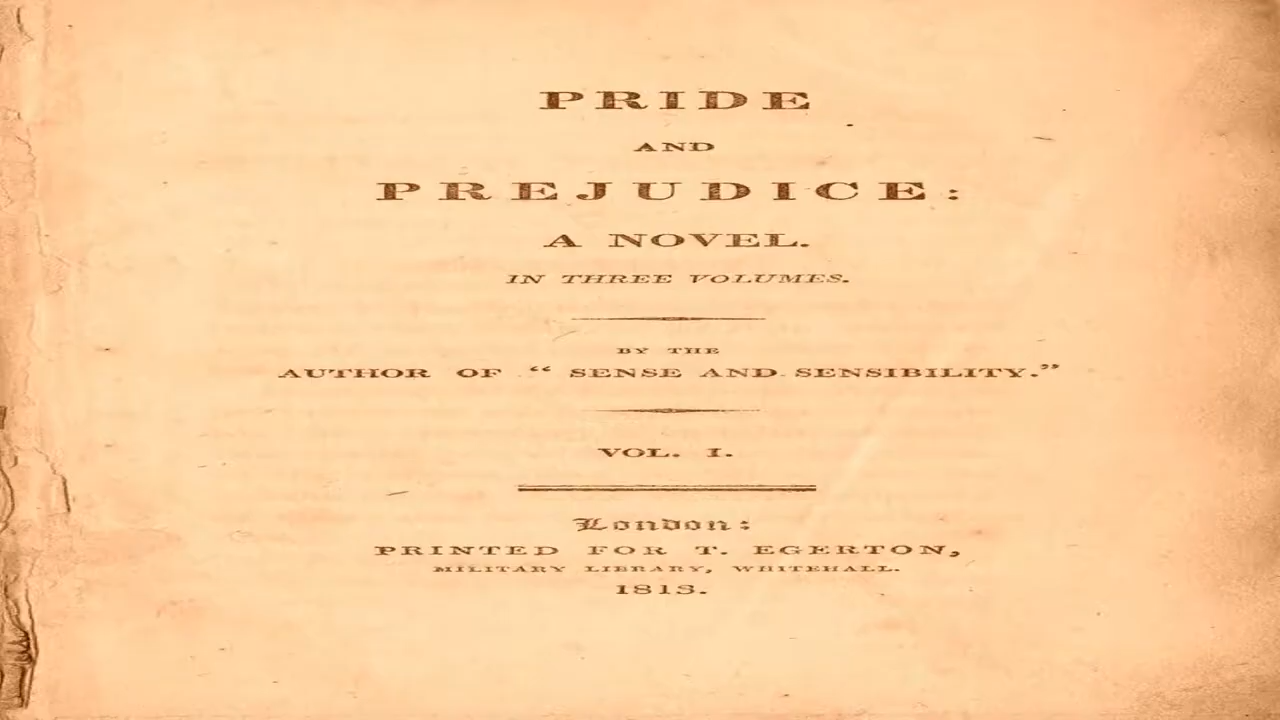 PRIDE
AND
PREJUDICE:
A NOVEL.
IN THREE VOLUMES.
BY THE
AUTHOR OF “ SENSE AND SENSIBILITY.”
VOL. I.
London:
PRINTED FOR T. EGERTON,
MILITARY LIBRARY, WHITEHALL.
1813.